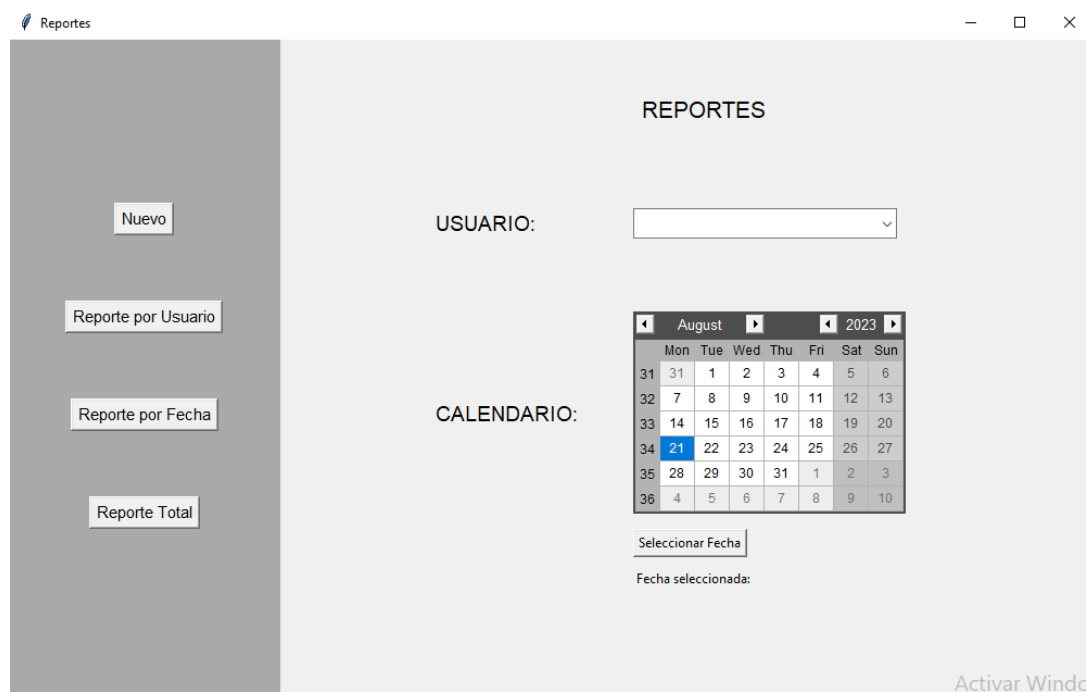 Reportes
REPORTES
Nuevo
USUARIO:
Reporte por Usuario
August 2023
Mon Tue Wed Thu Fri Sat Sun
31 31 1 2 3 4 5 6
32 7 8 9 10 11 12 13
Reporte por Fecha
CALENDARIO:
33 14 15 16 17 18 19 20
34 21 22 23 24 25 26 27
35 28 29 30 31 1 2 3
36 4 5 6 7 8 9 10
Reporte Total
Seleccionar Fecha
Fecha seleccionada:
Activar Windo